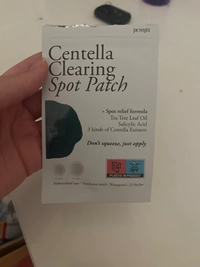 petitfée
Centella
Clearing
Spot Patch
+ Spot relief formula
Tea Tree Leaf Oil
Salicylic Acid
3 kinds of Centella Extracts
Don't squeeze, just apply